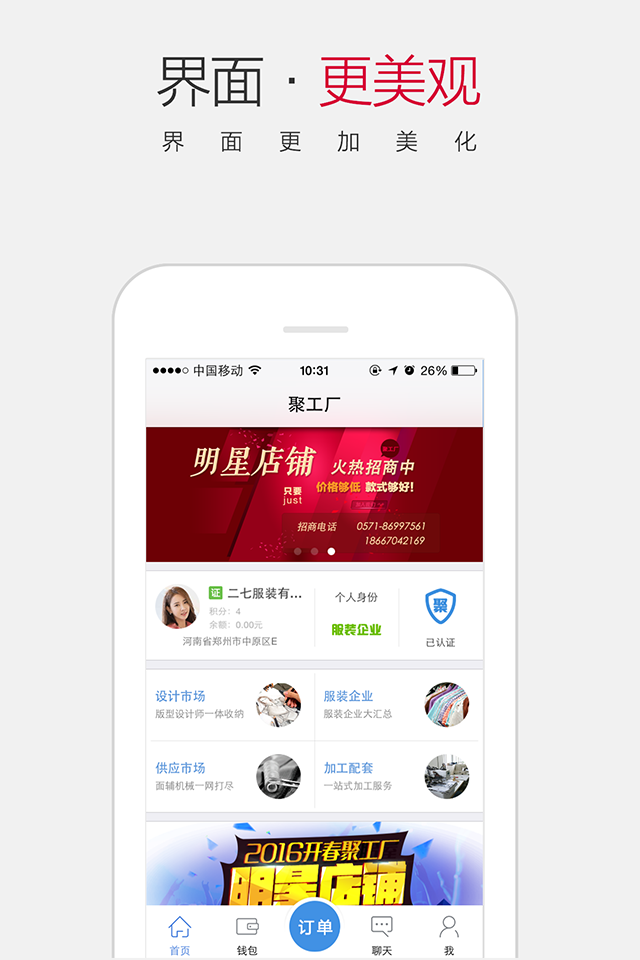 界面·更美观
界面更加美化
中国移动 10:31 26%
聚工厂
明星店铺 火热招商中
只要 价格够低 款式够好!
just
招商电话 0571-86997561
18667042169
证 二七服装有...
积分: 4
余额: 0.00元
河南省郑州市中原区E
个人身份
服装企业
聚
已认证
设计市场
版型设计师一体收纳
服装企业
服装企业大汇总
供应市场
面辅机械一网打尽
加工配套
一站式加工服务
2016开春聚工厂
明星店铺
首页 钱包 订单 聊天 我